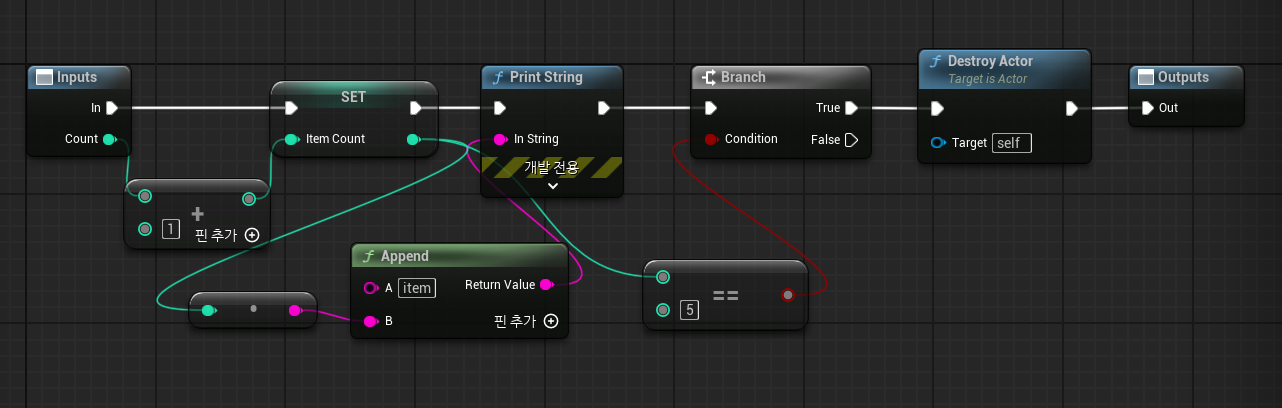 Inputs
In
Count
SET
Item Count
Print String
In String
개발 전용
Branch
Condition
True
False
Destroy Actor
Target is Actor
Target self
Outputs
Out
+
1
핀 추가
Append
A item
B
Return Value
핀 추가
==
5